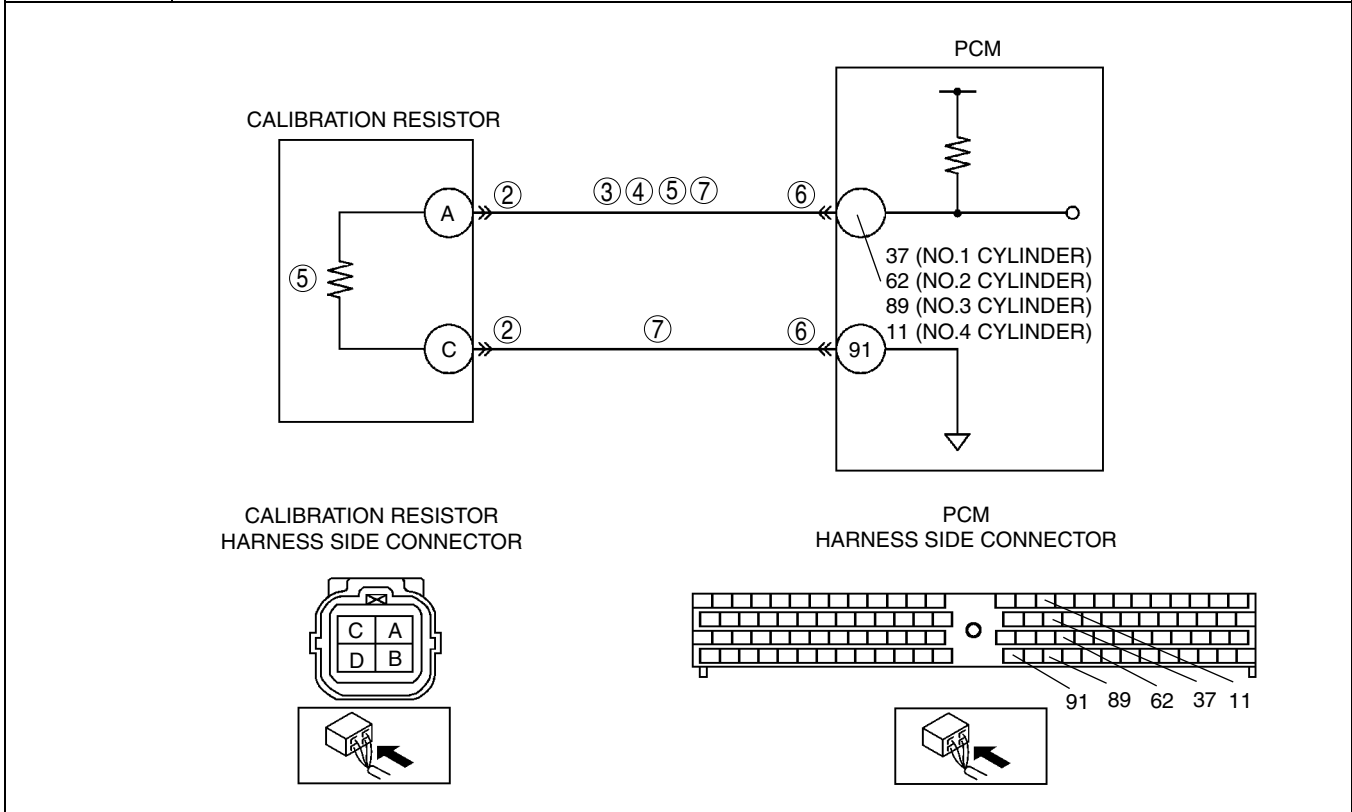 PCM
CALIBRATION RESISTOR
A
②
③④⑤⑦
⑥
37 (NO.1 CYLINDER)
62 (NO.2 CYLINDER)
89 (NO.3 CYLINDER)
11 (NO.4 CYLINDER)
⑤
C
②
⑦
⑥
91
CALIBRATION RESISTOR
HARNESS SIDE CONNECTOR
PCM
HARNESS SIDE CONNECTOR
C A
D B
91 89 62 37 11